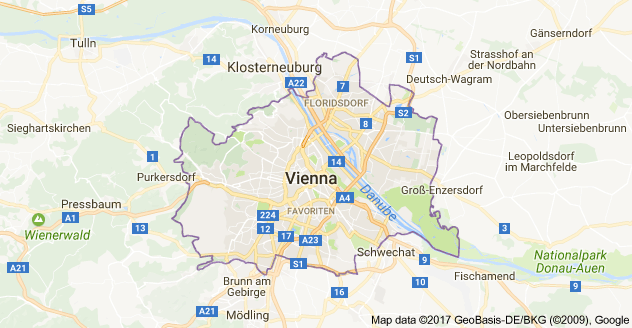 S5
Korneuburg
Gänserndorf
Tulln
14
S1
Strasshof an
der Nordbahn
Klosterneuburg
A22
7
Deutsch-Wagram
FLORIDSDORF
S2
Obersiebenbrunn
Sieghartskirchen
8
Untersiebenbrunn
1
14
Leopoldsdorf
im Marchfelde
Purkersdorf
Vienna
Danube
Groß-Enzersdorf
Pressbaum
A4
A1
224
FAVORITEN
Wienerwald
13
12
17
A23
3
Schwechat
A21
S1
9
Nationalpark
Donau-Auen
Brunn am
Gebirge
10
Fischamend
16
9
A21
Mödling
Map data ©2017 GeoBasis-DE/BKG (©2009), Google